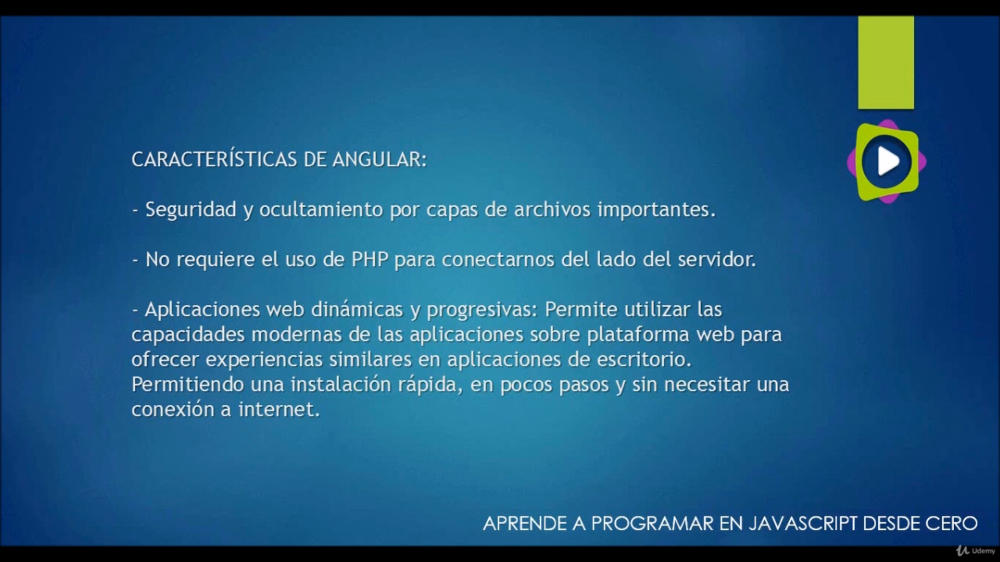 CARACTERÍSTICAS DE ANGULAR:
- Seguridad y ocultamiento por capas de archivos importantes.
- No requiere el uso de PHP para conectarnos del lado del servidor.
- Aplicaciones web dinámicas y progresivas: Permite utilizar las
capacidades modernas de las aplicaciones sobre plataforma web para
ofrecer experiencias similares en aplicaciones de escritorio.
Permitiendo una instalación rápida, en pocos pasos y sin necesitar una
conexión a internet.
APRENDE A PROGRAMAR EN JAVASCRIPT DESDE CERO
Udemy